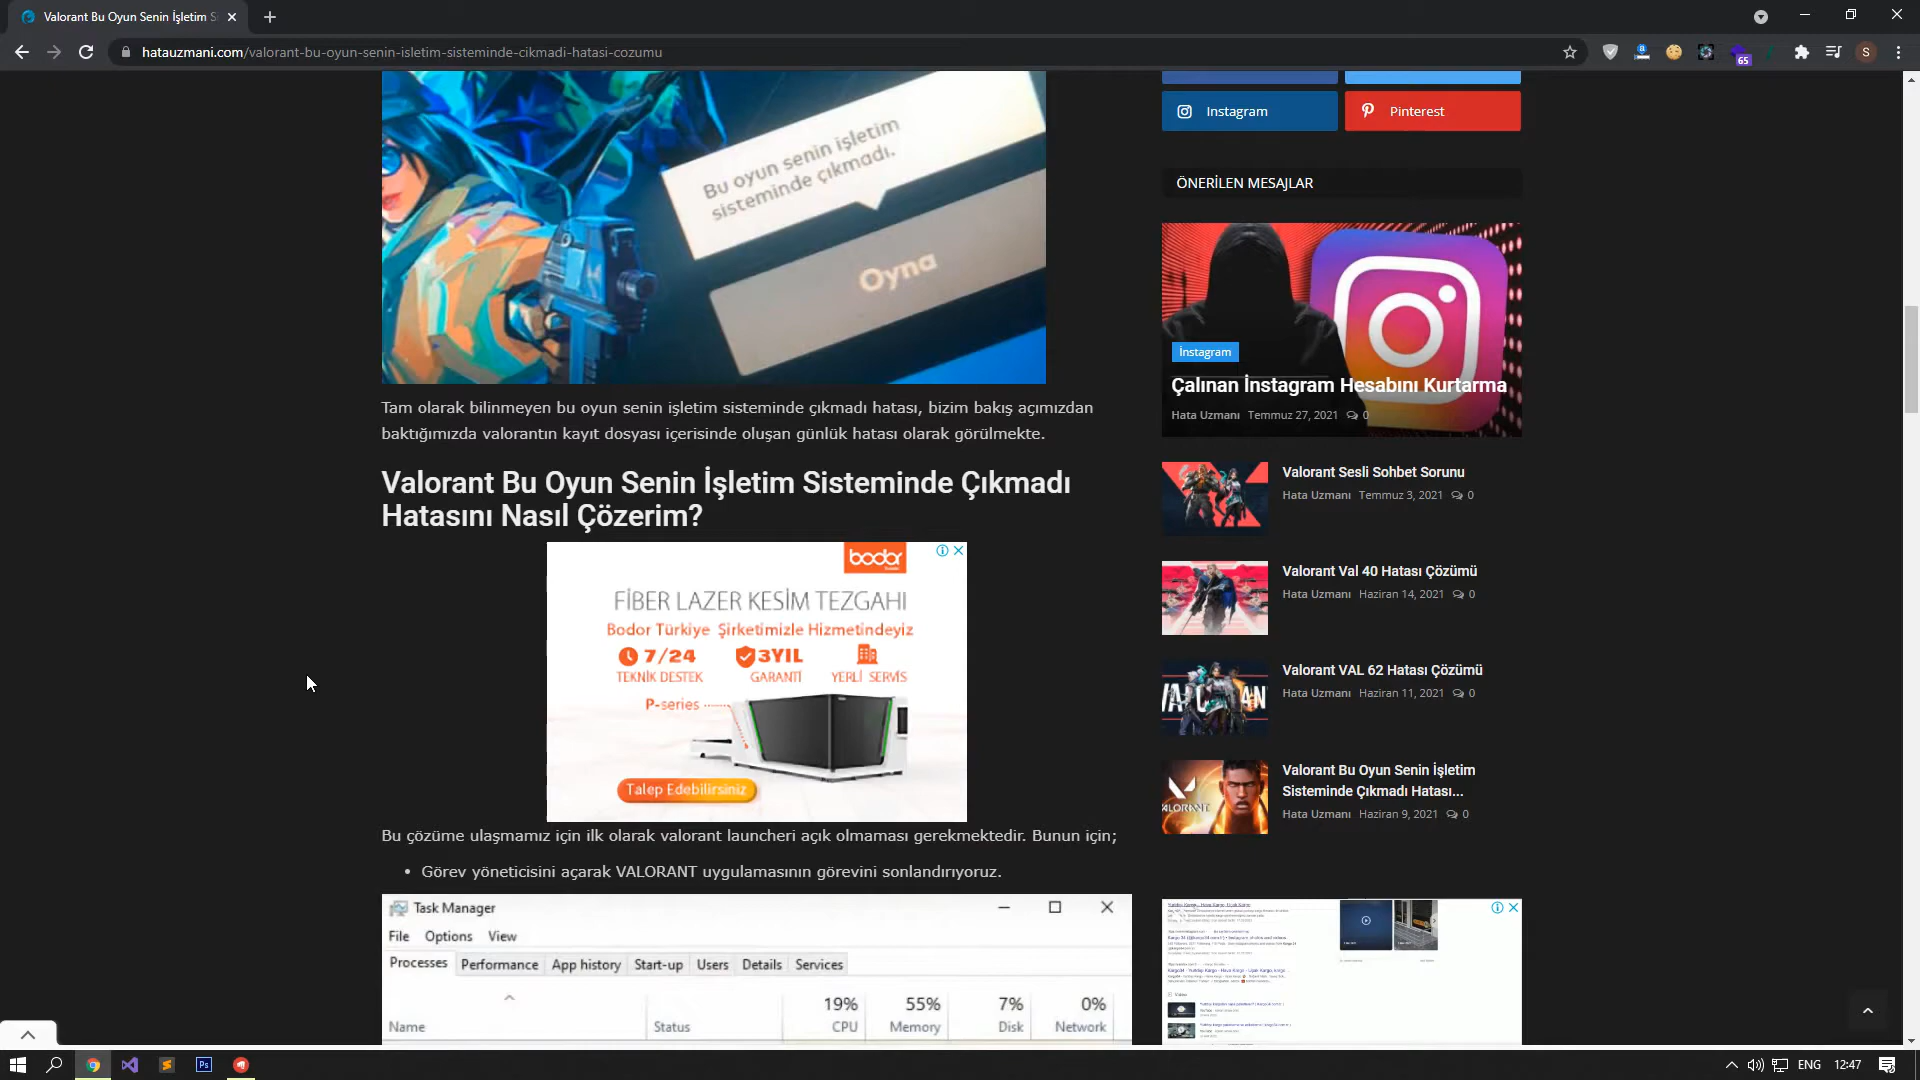 Valorant Bu Oyun Senin İşletim S
hatauzmani.com/valorant-bu-oyun-senin-isletim-sisteminde-cikmadi-hatasi-cozumu
65
S
Bu oyun senin işletim
sisteminde çıkmadı.
Oyna
Tam olarak bilinmeyen bu oyun senin işletim sisteminde çıkmadı hatası, bizim bakış açımızdan
baktığımızda valorantın kayıt dosyası içerisinde oluşan günlük hatası olarak görülmekte.
Valorant Bu Oyun Senin İşletim Sisteminde Çıkmadı
Hatasını Nasıl Çözerim?
bodor
FİBER LAZER KESİM TEZGAHI
Bodor Türkiye Şirketimizle Hizmetindeyiz
7/24
TEKNİK DESTEK
3YIL
GARANTİ
YERLİ SERVİS
P-series
Talep Edebilirsiniz
Bu çözüme ulaşmamız için ilk olarak valorant launcheri açık olmaması gerekmektedir. Bunun için;
• Görev yöneticisini açarak VALORANT uygulamasının görevini sonlandırıyoruz.
Task Manager
File Options View
Processes Performance App history Start-up Users Details Services
19% 55% 7% 0%
Name Status CPU Memory Disk Network
Instagram
Pinterest
ÖNERİLEN MESAJLAR
İnstagram
Çalınan İnstagram Hesabını Kurtarma
Hata Uzmanı Temmuz 27, 2021 0
Valorant Sesli Sohbet Sorunu
Hata Uzmanı Temmuz 3, 2021 0
Valorant Val 40 Hatası Çözümü
Hata Uzmanı Haziran 14, 2021 0
Valorant VAL 62 Hatası Çözümü
Hata Uzmanı Haziran 11, 2021 0
Valorant Bu Oyun Senin İşletim
Sisteminde Çıkmadı Hatası...
Hata Uzmanı Haziran 9, 2021 0
Ps
ENG
12:47